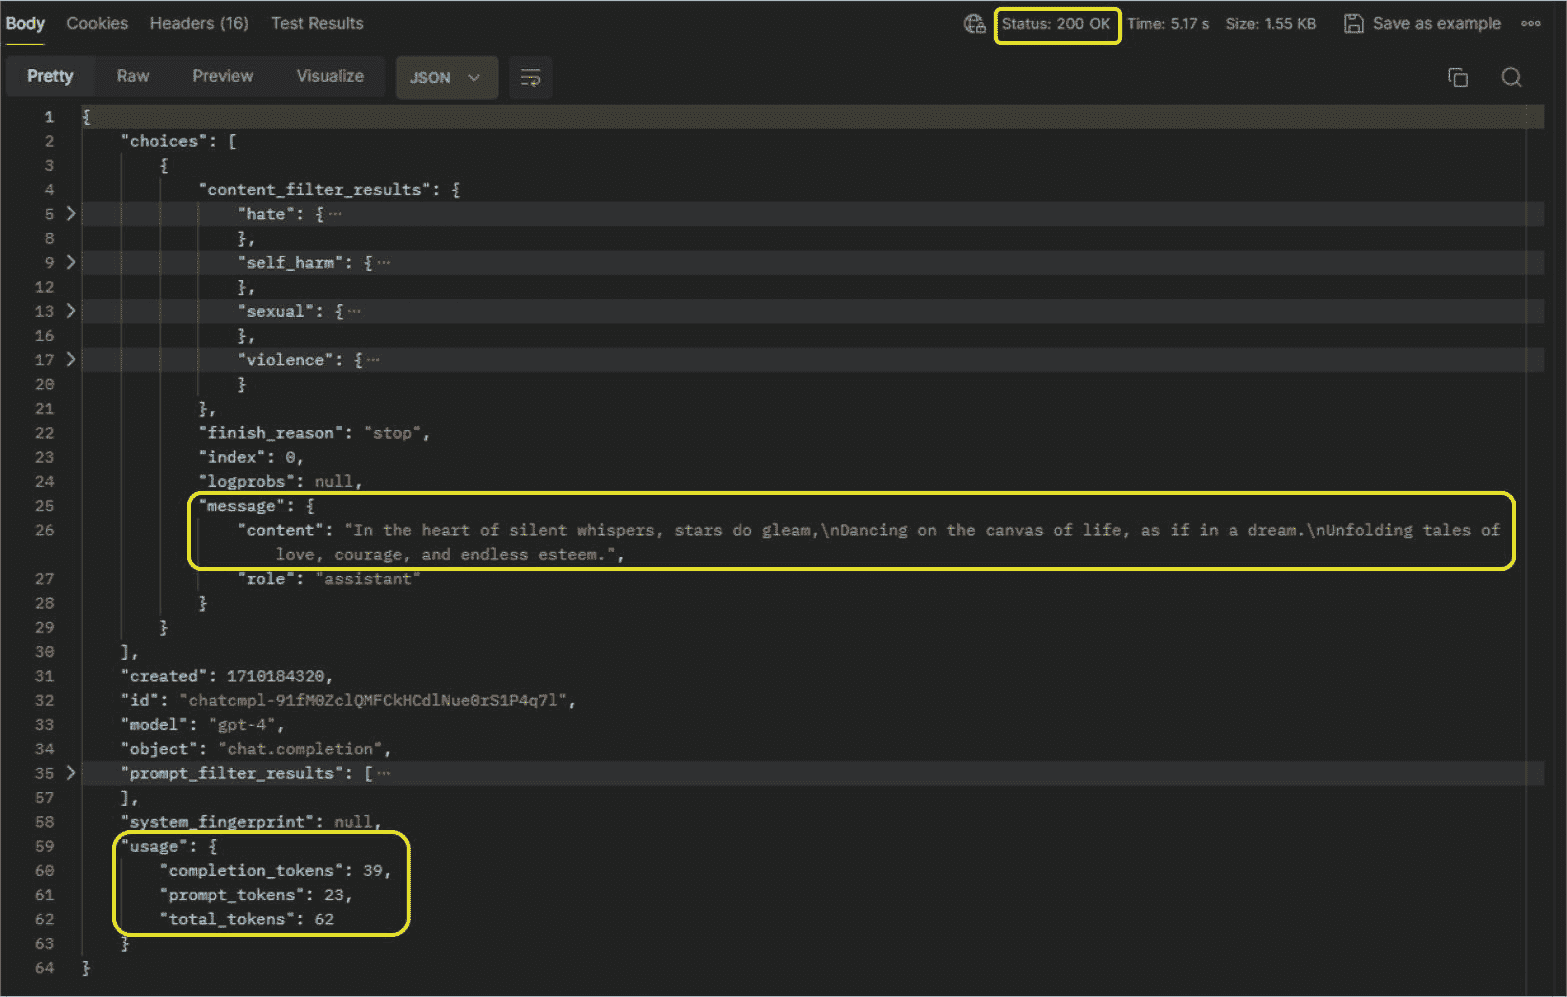 Body Cookies Headers (16) Test Results Status: 200 OK Time: 5.17 s Size: 1.55 KB Save as example
Pretty Raw Preview Visualize JSON
1 {
2 "choices": [
3 {
4 "content_filter_results": {
5 "hate": {…
8 },
9 "self_harm": {…
12 },
13 "sexual": {…
16 },
17 "violence": {…
20 }
21 },
22 "finish_reason": "stop",
23 "index": 0,
24 "logprobs": null,
25 "message": {
26 "content": "In the heart of silent whispers, stars do gleam,\nDancing on the canvas of life, as if in a dream.\nUnfolding tales of
love, courage, and endless esteem.",
27 "role": "assistant"
28 }
29 }
30 ],
31 "created": 1710184320,
32 "id": "chatcmpl-91fM0ZclQMFCkHCdlNue0rS1P4q7l",
33 "model": "gpt-4",
34 "object": "chat.completion",
35 "prompt_filter_results": […
57 ],
58 "system_fingerprint": null,
59 "usage": {
60 "completion_tokens": 39,
61 "prompt_tokens": 23,
62 "total_tokens": 62
63 }
64 }